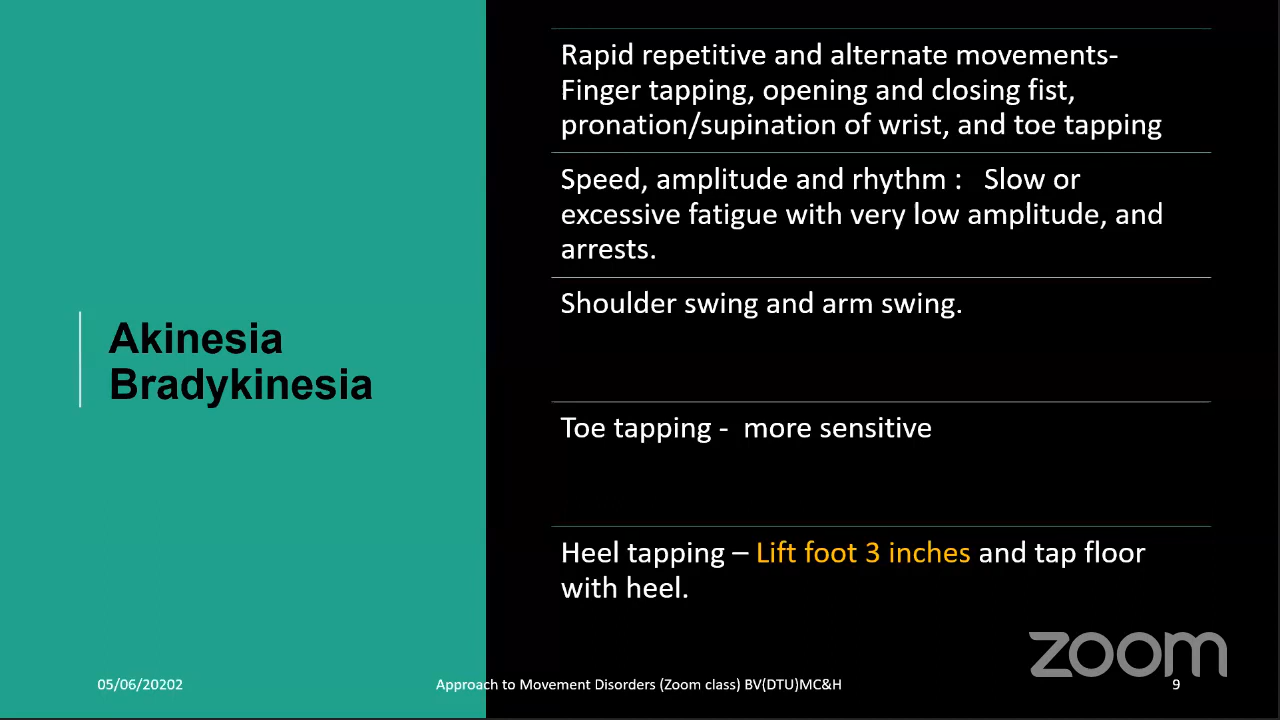 Akinesia
Bradykinesia
Rapid repetitive and alternate movements-
Finger tapping, opening and closing fist,
pronation/supination of wrist, and toe tapping
Speed, amplitude and rhythm :   Slow or
excessive fatigue with very low amplitude, and
arrests.
Shoulder swing and arm swing.
Toe tapping -  more sensitive
Heel tapping – Lift foot 3 inches and tap floor
with heel.
zoom
05/06/20202
Approach to Movement Disorders (Zoom class) BV(DTU)MC&H
9